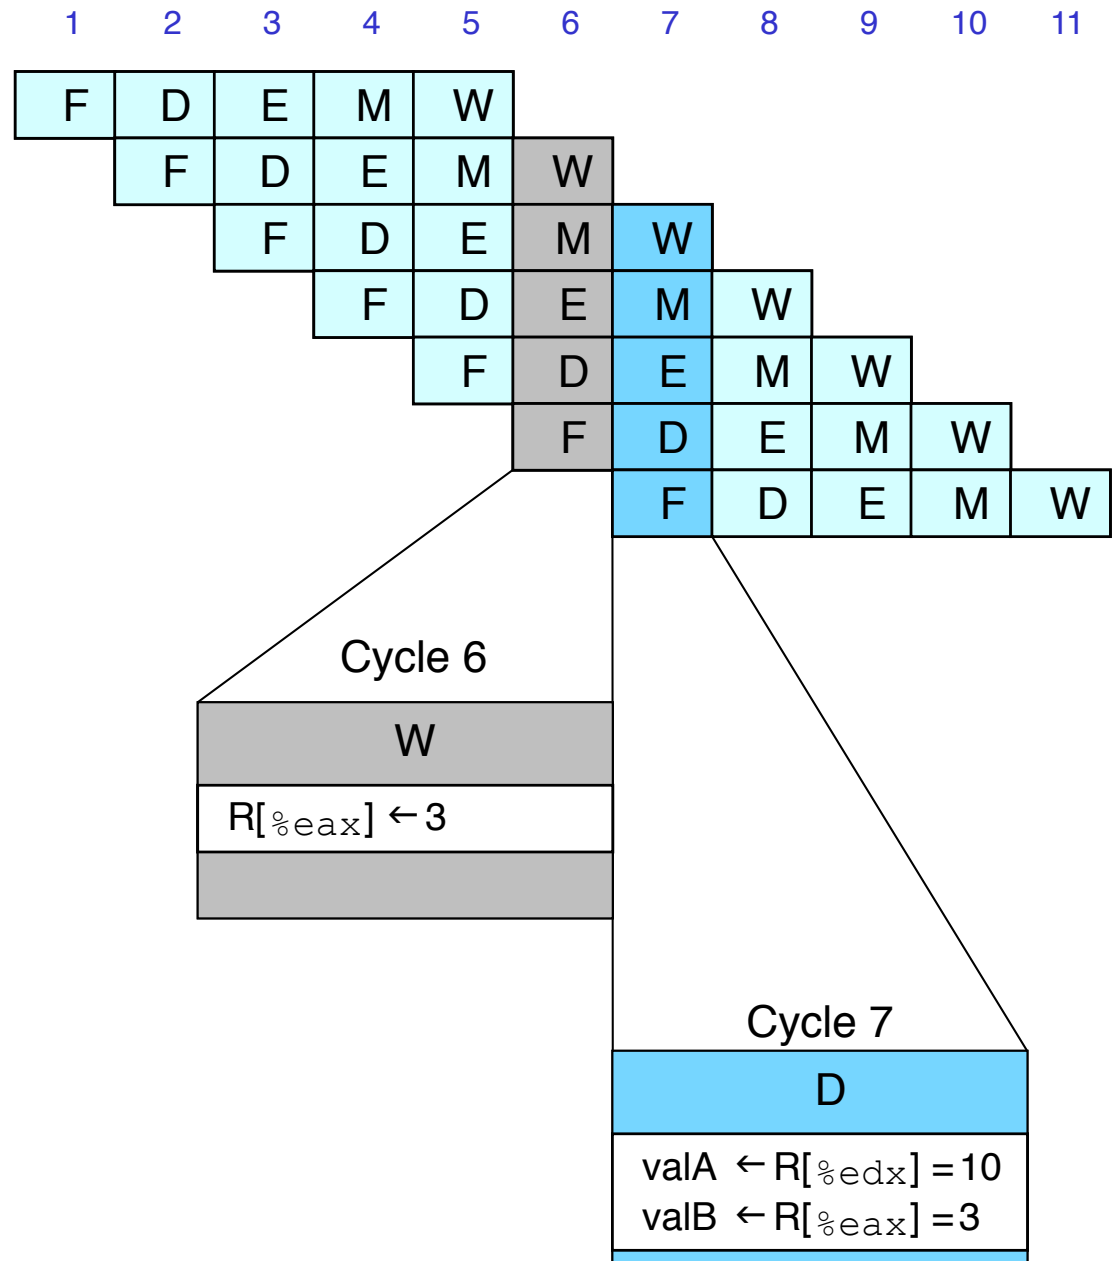 1 2 3 4 5 6 7 8 9 10 11
F D E M W
F D E M W
F D E M W
F D E M W
F D E M W
F D E M W
F D E M W
Cycle 6
W
R[%eax] ← 3
Cycle 7
D
valA ← R[%edx] = 10
valB ← R[%eax] = 3